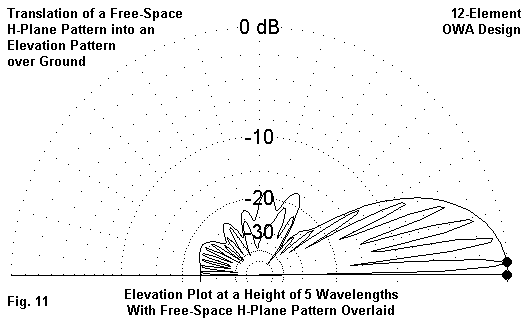 Translation of a Free-Space
H-Plane Pattern into an
Elevation Pattern
over Ground
12-Element
OWA Design
0 dB
-10
-20
-30
Fig. 11
Elevation Plot at a Height of 5 Wavelengths
With Free-Space H-Plane Pattern Overlaid